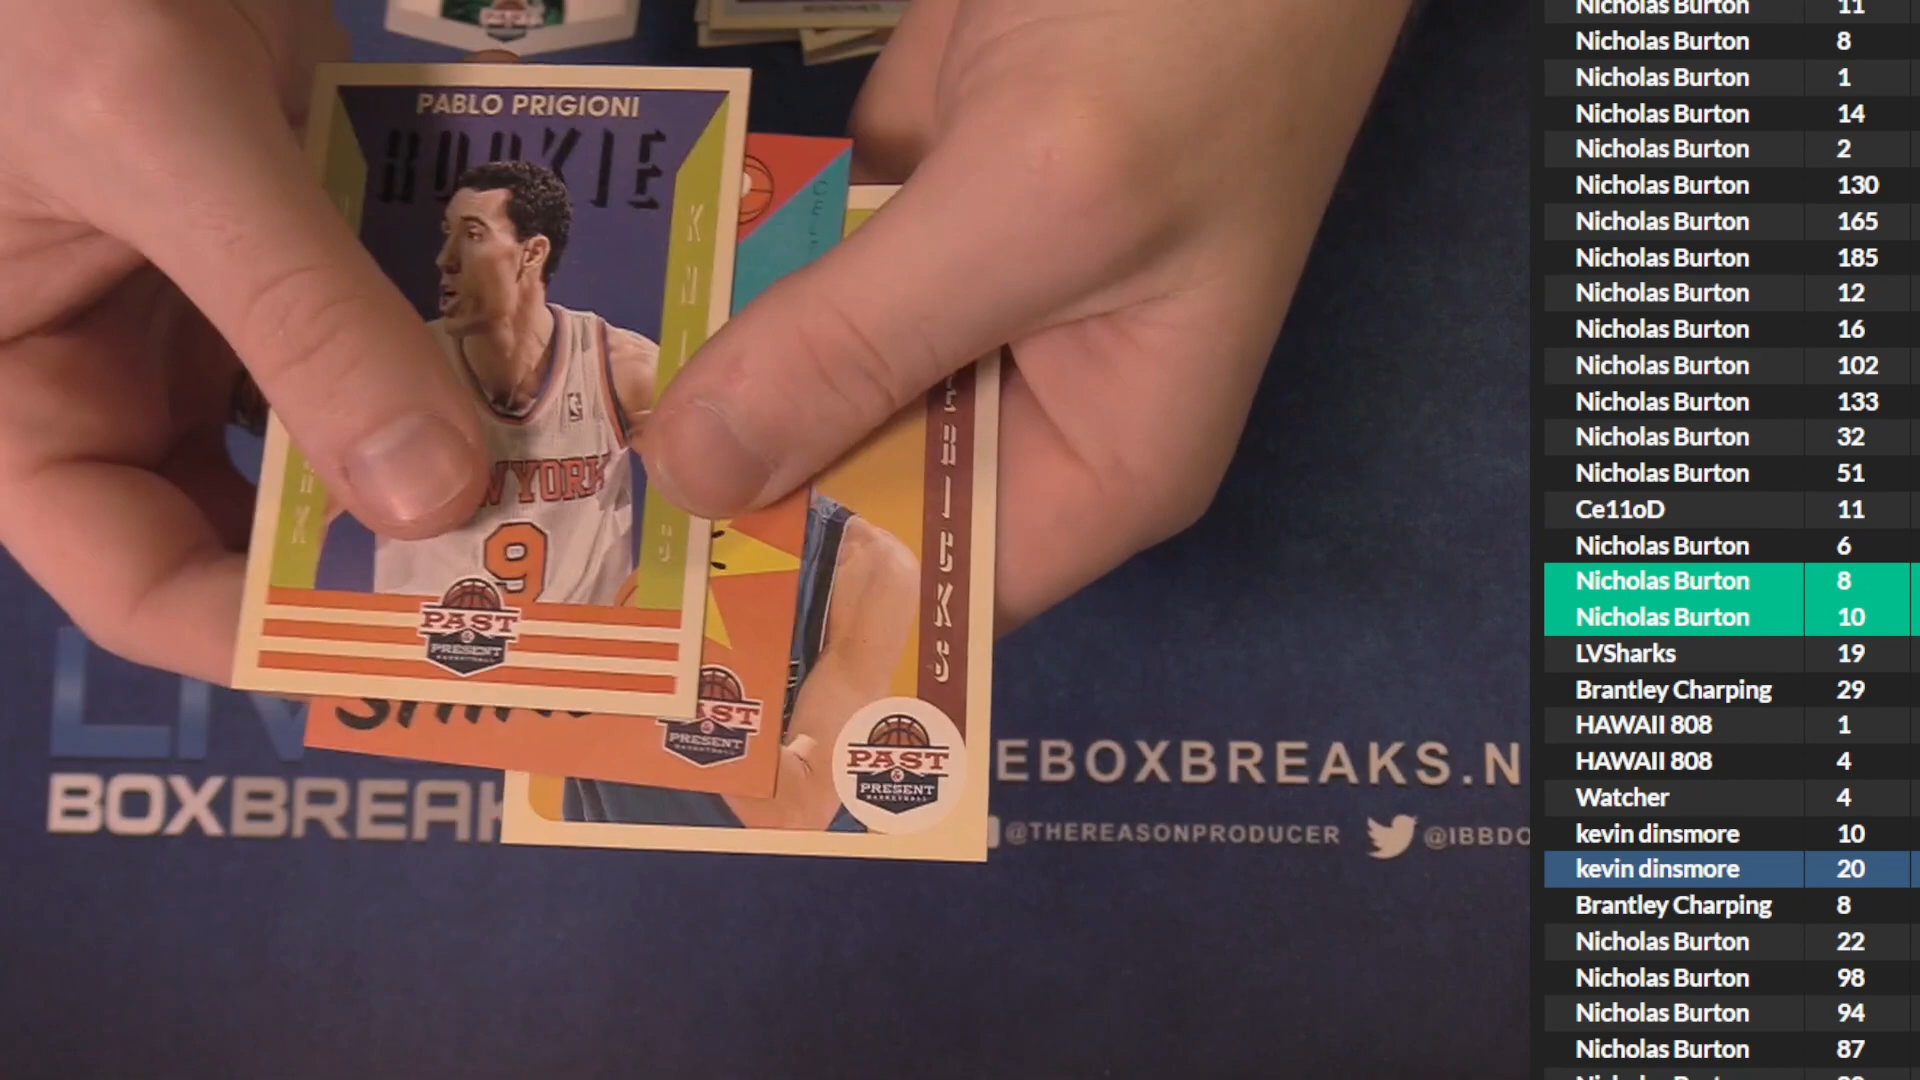 PABLO PRIGIONI
ROOKIE
NEW YORK
9
PAST
&
PRESENT
BASKETBALL
PAST
PRESENT
BASKETBALL
PAST
&
PRESENT
BASKETBALL
BOXBREAK
EBOXBREAKS.N
@THEREASONPRODUCER
@IBBDO
Nicholas Burton 11
Nicholas Burton 8
Nicholas Burton 1
Nicholas Burton 14
Nicholas Burton 2
Nicholas Burton 130
Nicholas Burton 165
Nicholas Burton 185
Nicholas Burton 12
Nicholas Burton 16
Nicholas Burton 102
Nicholas Burton 133
Nicholas Burton 32
Nicholas Burton 51
Ce11oD 11
Nicholas Burton 6
Nicholas Burton 8
Nicholas Burton 10
LVSharks 19
Brantley Charping 29
HAWAII 808 1
HAWAII 808 4
Watcher 4
kevin dinsmore 10
kevin dinsmore 20
Brantley Charping 8
Nicholas Burton 22
Nicholas Burton 98
Nicholas Burton 94
Nicholas Burton 87